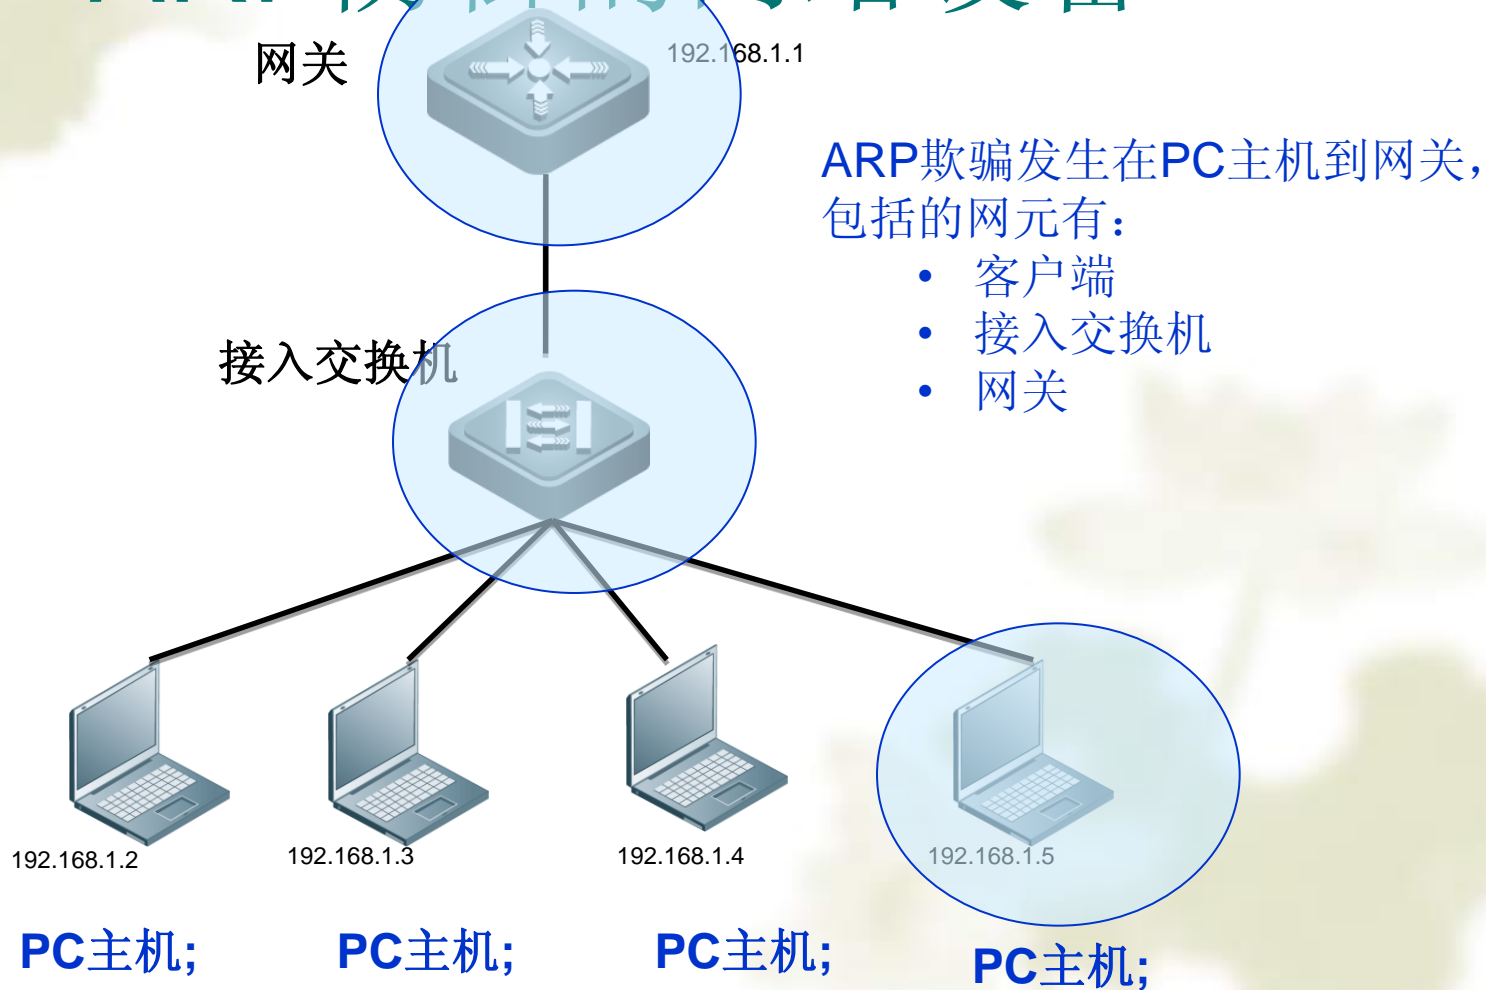 网关
192.168.1.1
ARP欺骗发生在PC主机到网关，
包括的网元有：
• 客户端
• 接入交换机
• 网关
接入交换机
192.168.1.2
192.168.1.3
192.168.1.4
192.168.1.5
PC主机;
PC主机;
PC主机;
PC主机;